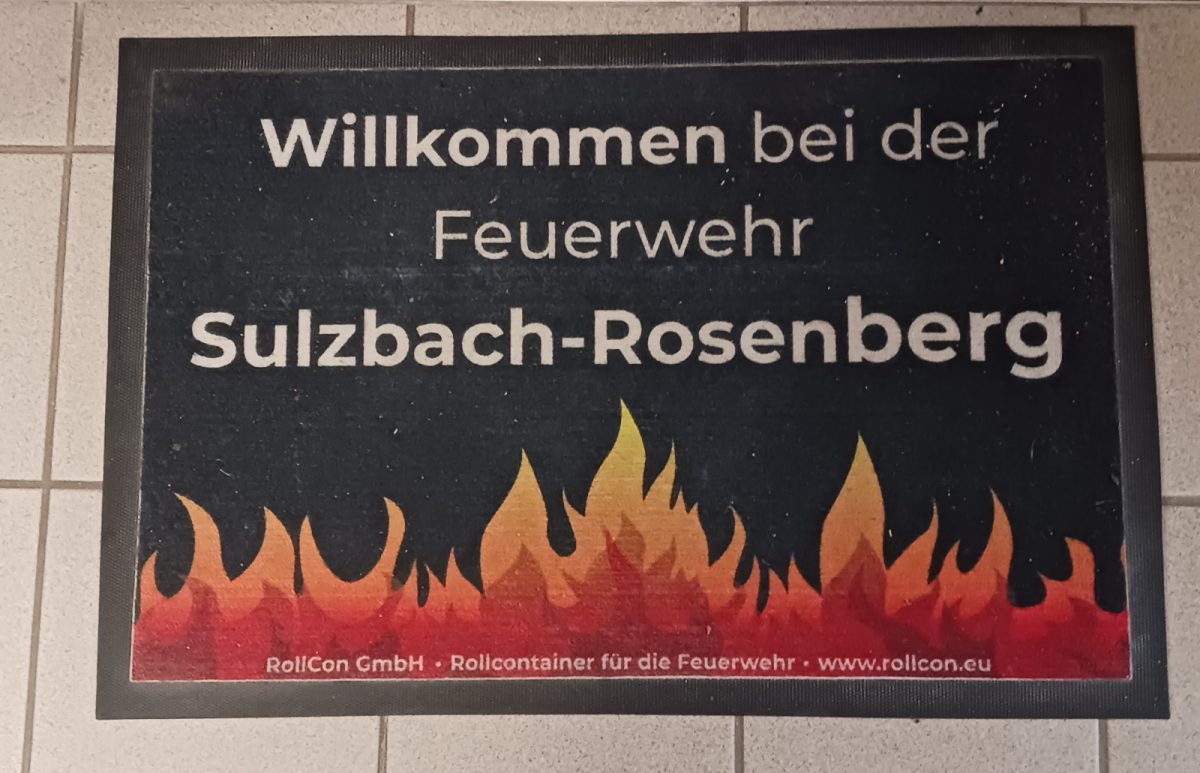 Willkommen bei der
Feuerwehr
Sulzbach-Rosenberg
RollCon GmbH • Rollcontainer für die Feuerwehr • www.rollcon.eu